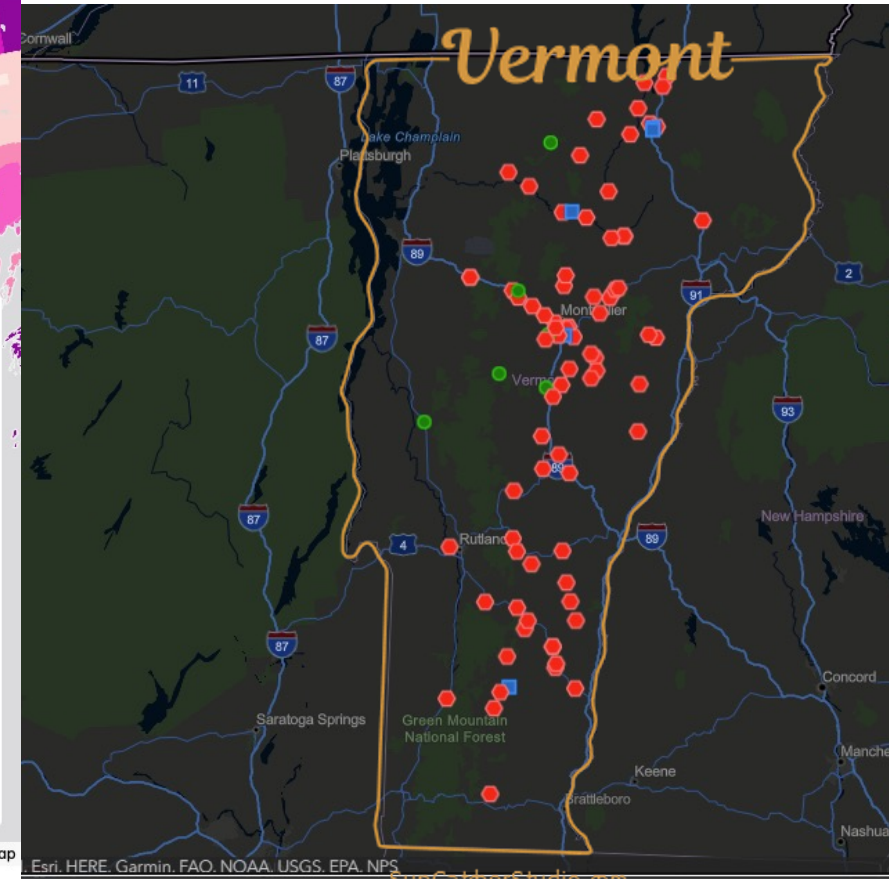 Cornwall
Vermont
11
87
Lake Champlain
Plattsburgh
89
2
91
Montpelier
87
Vermo
93
89
87
New Hampshire
4
Rutland
89
87
Concord
Saratoga Springs
Green Mountain
National Forest
Manche
Keene
Brattleboro
Nashua
ap
. Esri, HERE, Garmin, FAO, NOAA, USGS, EPA, NPS